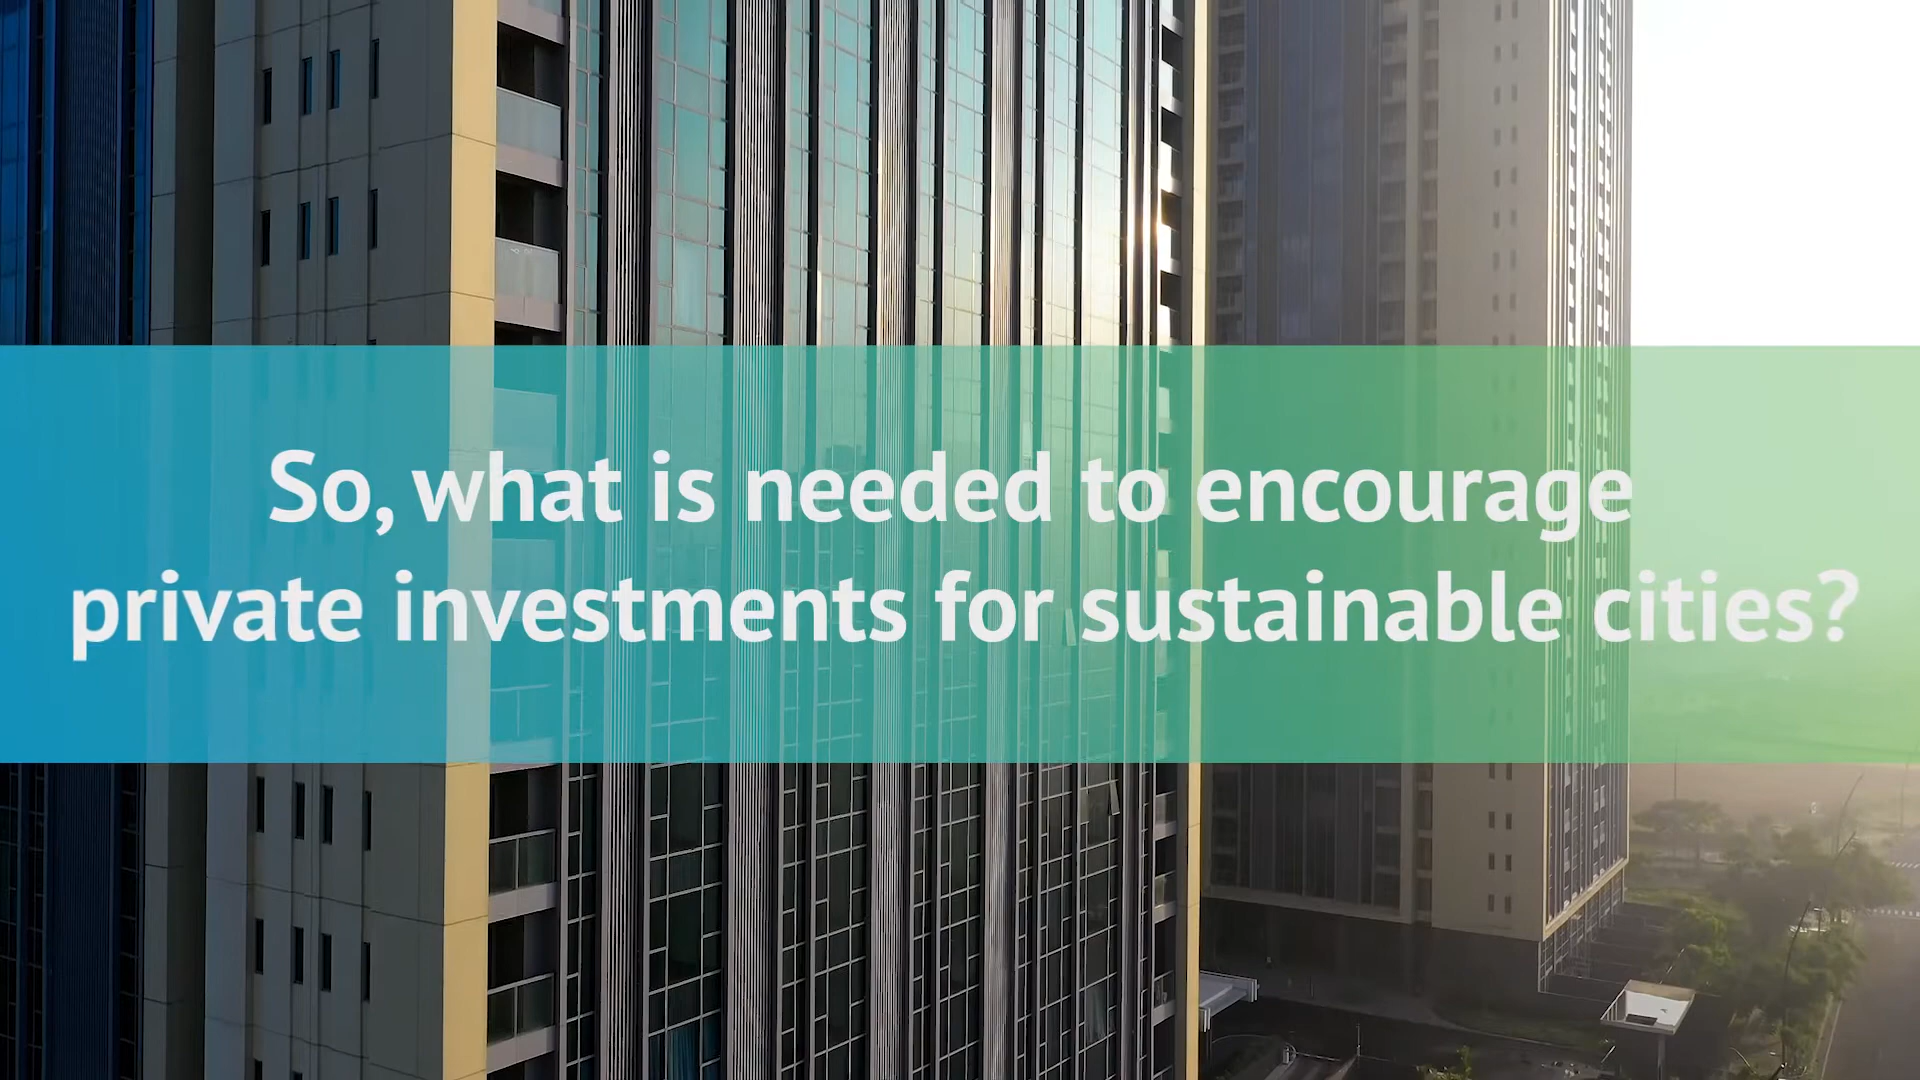 So, what is needed to encourage
private investments for sustainable cities?